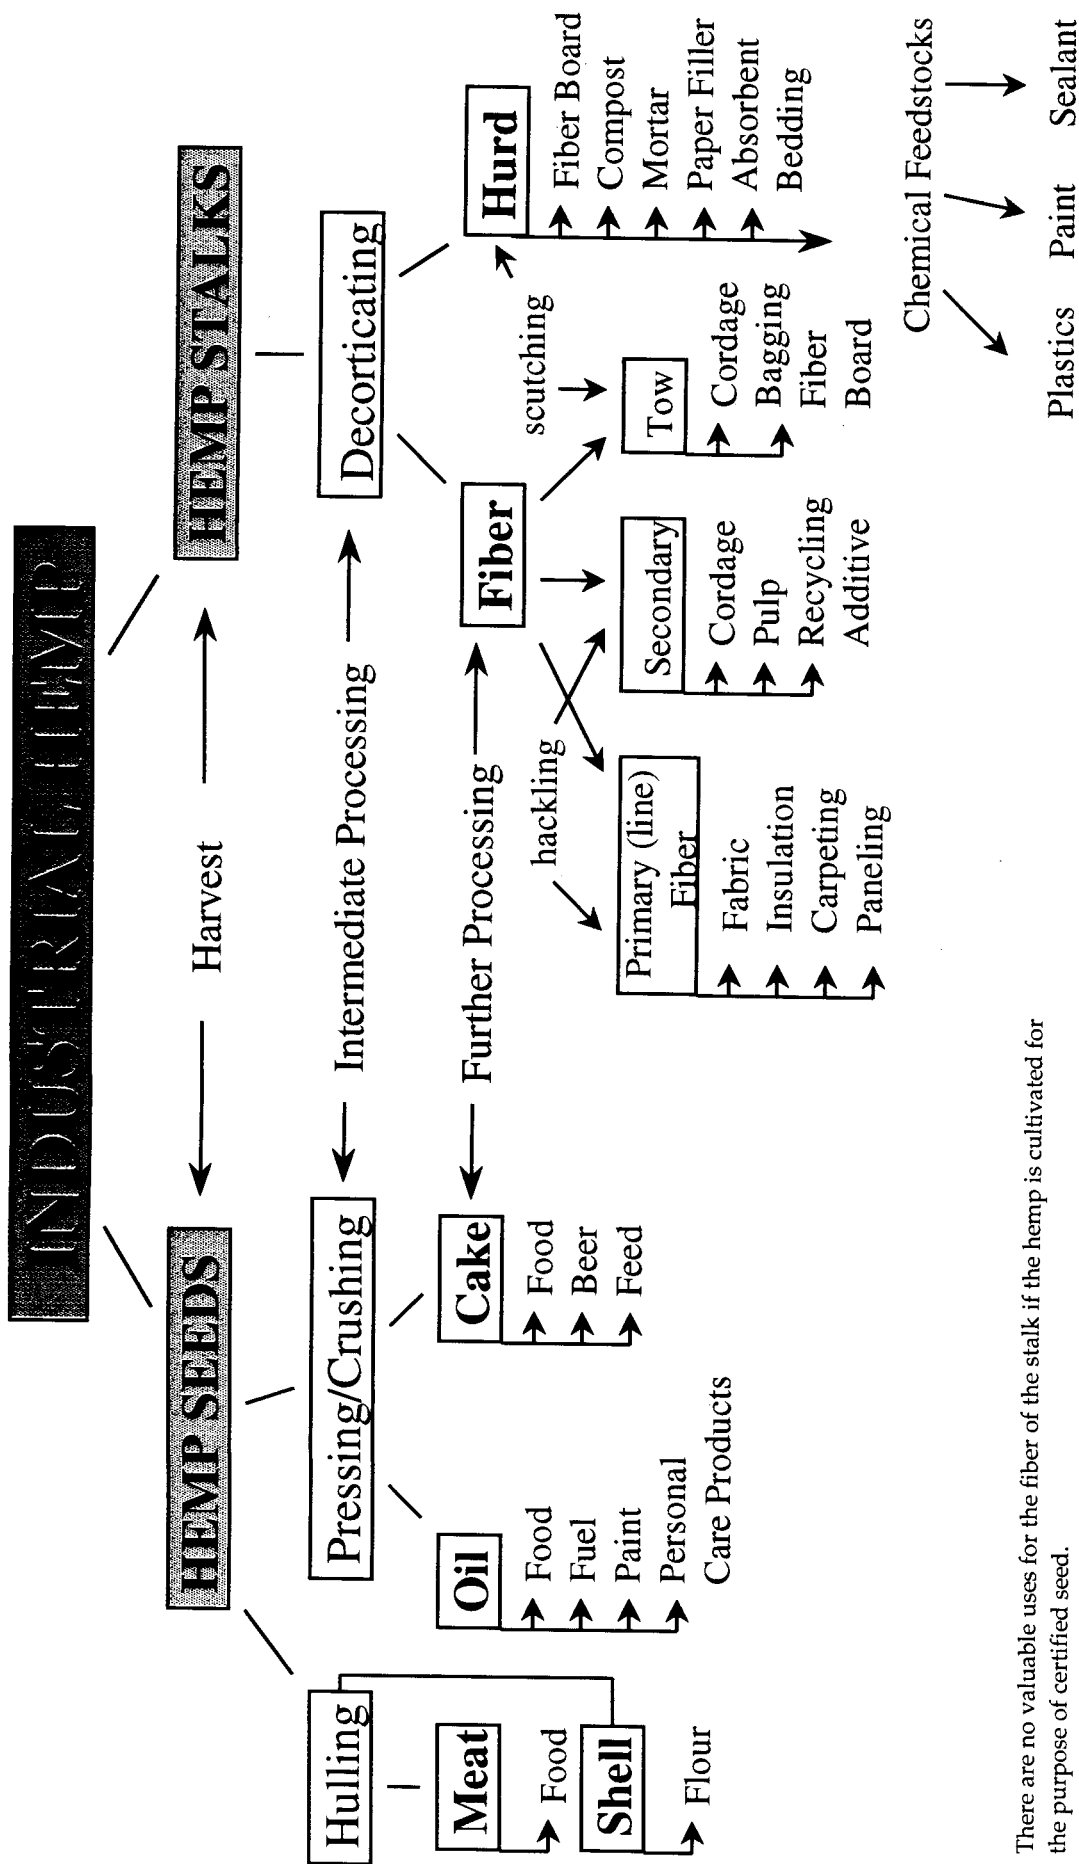 INDUSTRIAL HEMP
HEMP SEEDS
Harvest
HEMP STALKS
Hulling
Pressing/Crushing
Intermediate Processing
Decorticating
Meat
Food
Shell
Flour
Oil
Food
Fuel
Paint
Personal
Care Products
Cake
Food
Beer
Feed
Further Processing
Fiber
hackling
scutching
Primary (line)
Fiber
Fabric
Insulation
Carpeting
Paneling
Secondary
Cordage
Pulp
Recycling
Additive
Tow
Cordage
Bagging
Fiber
Board
Hurd
Fiber Board
Compost
Mortar
Paper Filler
Absorbent
Bedding
Chemical Feedstocks
Plastics
Paint
Sealant
There are no valuable uses for the fiber of the stalk if the hemp is cultivated for
the purpose of certified seed.